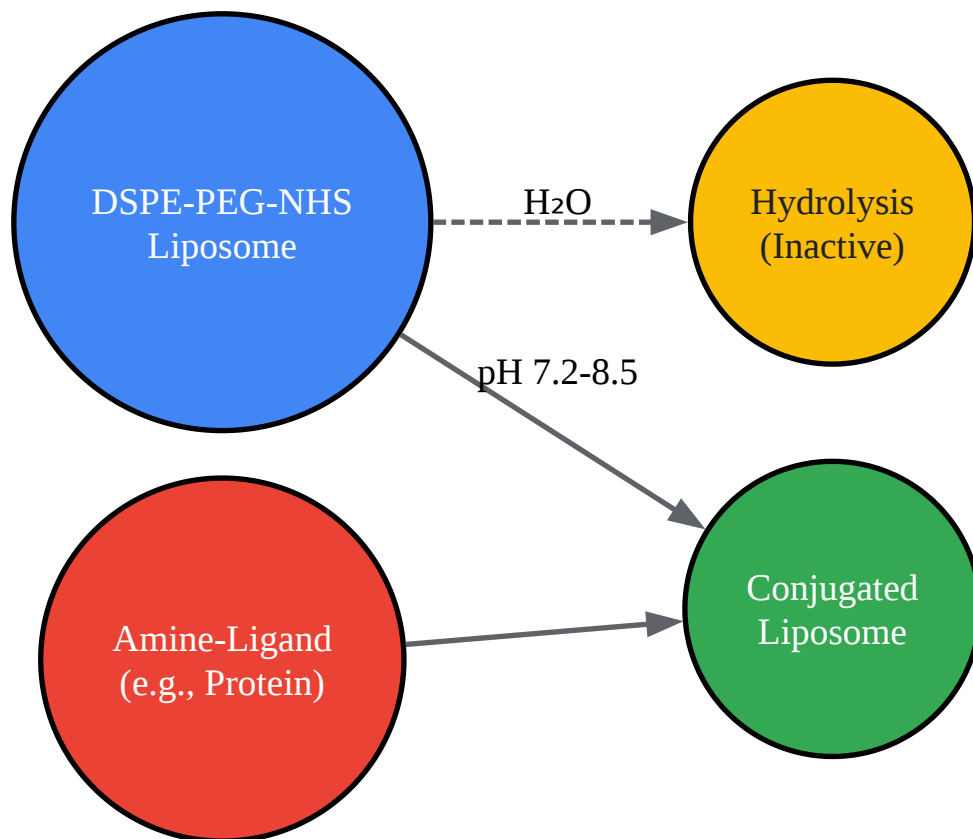 DSPE-PEG-NHS
Liposome
H₂O
Hydrolysis
(Inactive)
pH 7.2-8.5
Amine-Ligand
(e.g., Protein)
Conjugated
Liposome